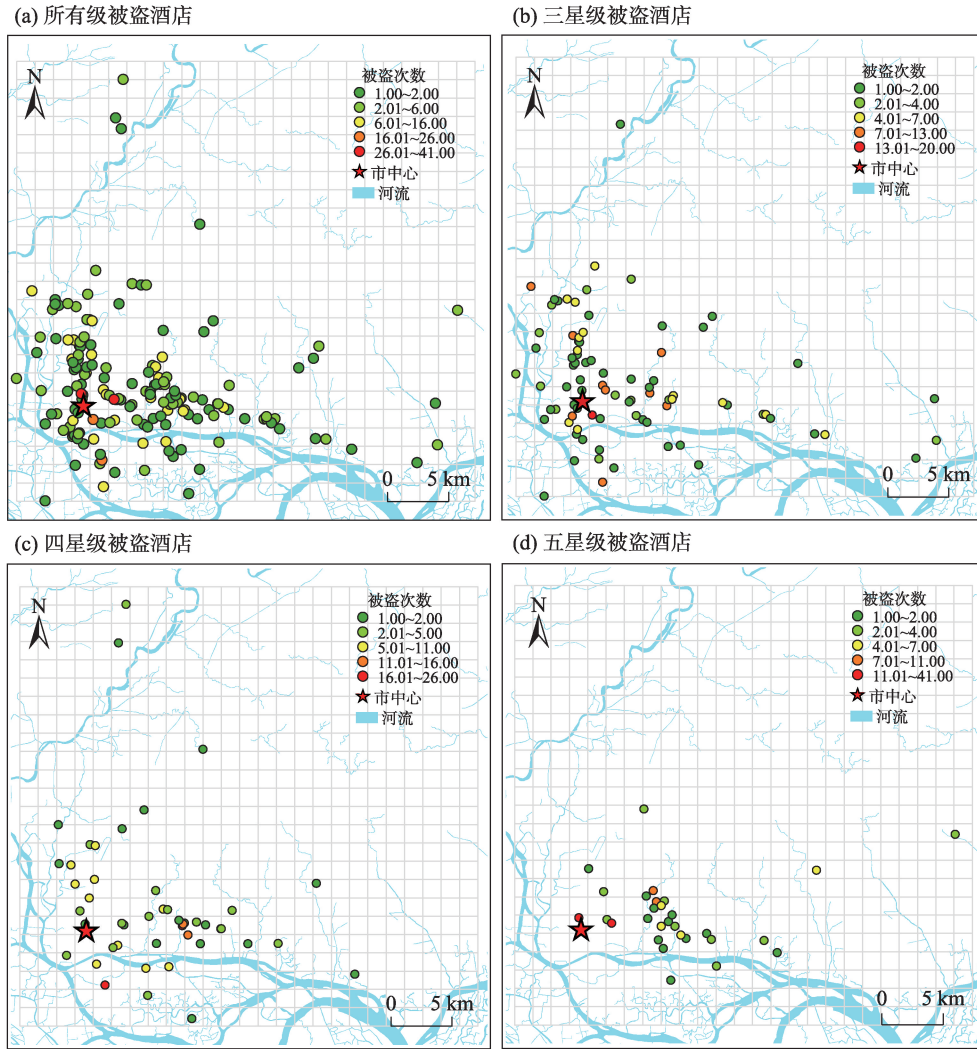 (a) 所有级被盗酒店
N
被盗次数
1.00~2.00
2.01~6.00
6.01~16.00
16.01~26.00
26.01~41.00
市中心
河流
0 5 km
(b) 三星级被盗酒店
N
被盗次数
1.00~2.00
2.01~4.00
4.01~7.00
7.01~13.00
13.01~20.00
市中心
河流
0 5 km
(c) 四星级被盗酒店
N
被盗次数
1.00~2.00
2.01~5.00
5.01~11.00
11.01~16.00
16.01~26.00
市中心
河流
0 5 km
(d) 五星级被盗酒店
N
被盗次数
1.00~2.00
2.01~4.00
4.01~7.00
7.01~11.00
11.01~41.00
市中心
河流
0 5 km